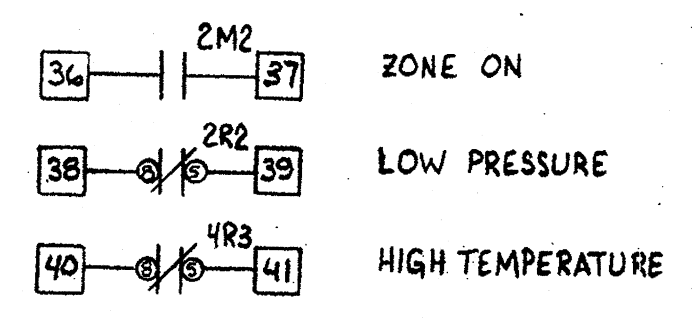 2M2
36 37 ZONE ON
2R2
38 8 5 39 LOW PRESSURE
4R3
40 8 5 41 HIGH TEMPERATURE